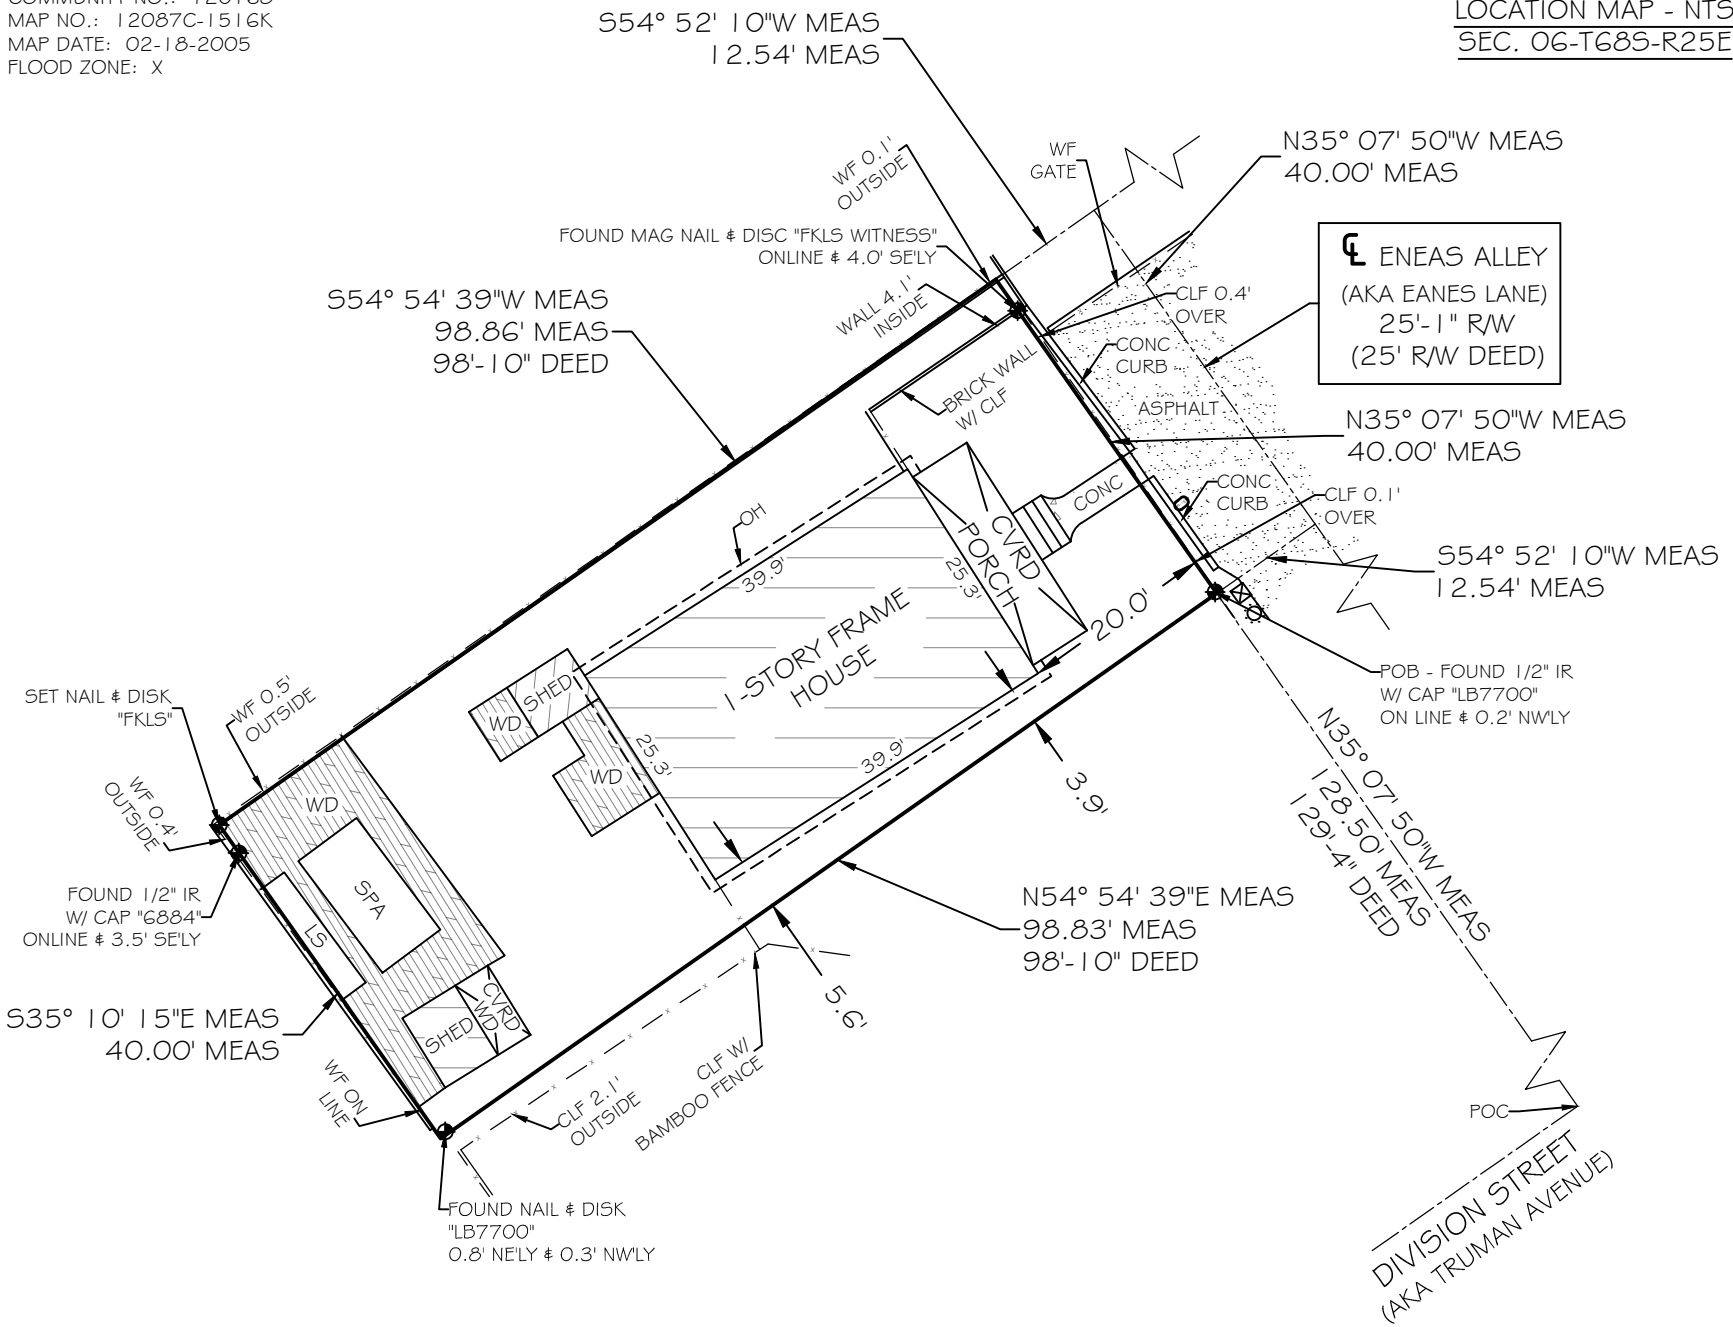 MAP NO.: 12087C-1516K
MAP DATE: 02-18-2005
FLOOD ZONE: X
S54° 52' 10"W MEAS
12.54' MEAS
LOCATION MAP - NTS
SEC. 06-T68S-R25E
WF 0.1'
OUTSIDE
WF
GATE
N35° 07' 50"W MEAS
40.00' MEAS
FOUND MAG NAIL & DISC "FKLS WITNESS"
ONLINE & 4.0' SE'LY
WALL 4.1'
INSIDE
CLF 0.4'
OVER
CONC
CURB
ASPHALT
℄ ENEAS ALLEY
(AKA EANES LANE)
25'-1" R/W
(25' R/W DEED)
S54° 54' 39"W MEAS
98.86' MEAS
98'-10" DEED
BRICK WALL
W/ CLF
N35° 07' 50"W MEAS
40.00' MEAS
CONC
CONC
CURB
D
CLF 0.1'
OVER
OH
39.9'
CVRD
PORCH
25.3'
S54° 52' 10"W MEAS
12.54' MEAS
1-STORY FRAME
HOUSE
20.0'
POB - FOUND 1/2" IR
W/ CAP "LB7700"
ON LINE & 0.2' NW'LY
SET NAIL & DISK
"FKLS"
WF 0.5'
OUTSIDE
SHED
WD
WD
25.3'
39.9'
3.9'
WF 0.4'
OUTSIDE
WD
SPA
LS
FOUND 1/2" IR
W/ CAP "6884"
ONLINE & 3.5' SE'LY
N35° 07' 50"W MEAS
128.50' MEAS
129'-4" DEED
N54° 54' 39"E MEAS
98.83' MEAS
98'-10" DEED
S35° 10' 15"E MEAS
40.00' MEAS
SHED
CVRD
WD
5.6'
WF ON
LINE
CLF 2.1'
OUTSIDE
CLF W/
BAMBOO FENCE
POC
FOUND NAIL & DISK
"LB7700"
0.8' NE'LY & 0.3' NW'LY
DIVISION STREET
(AKA TRUMAN AVENUE)